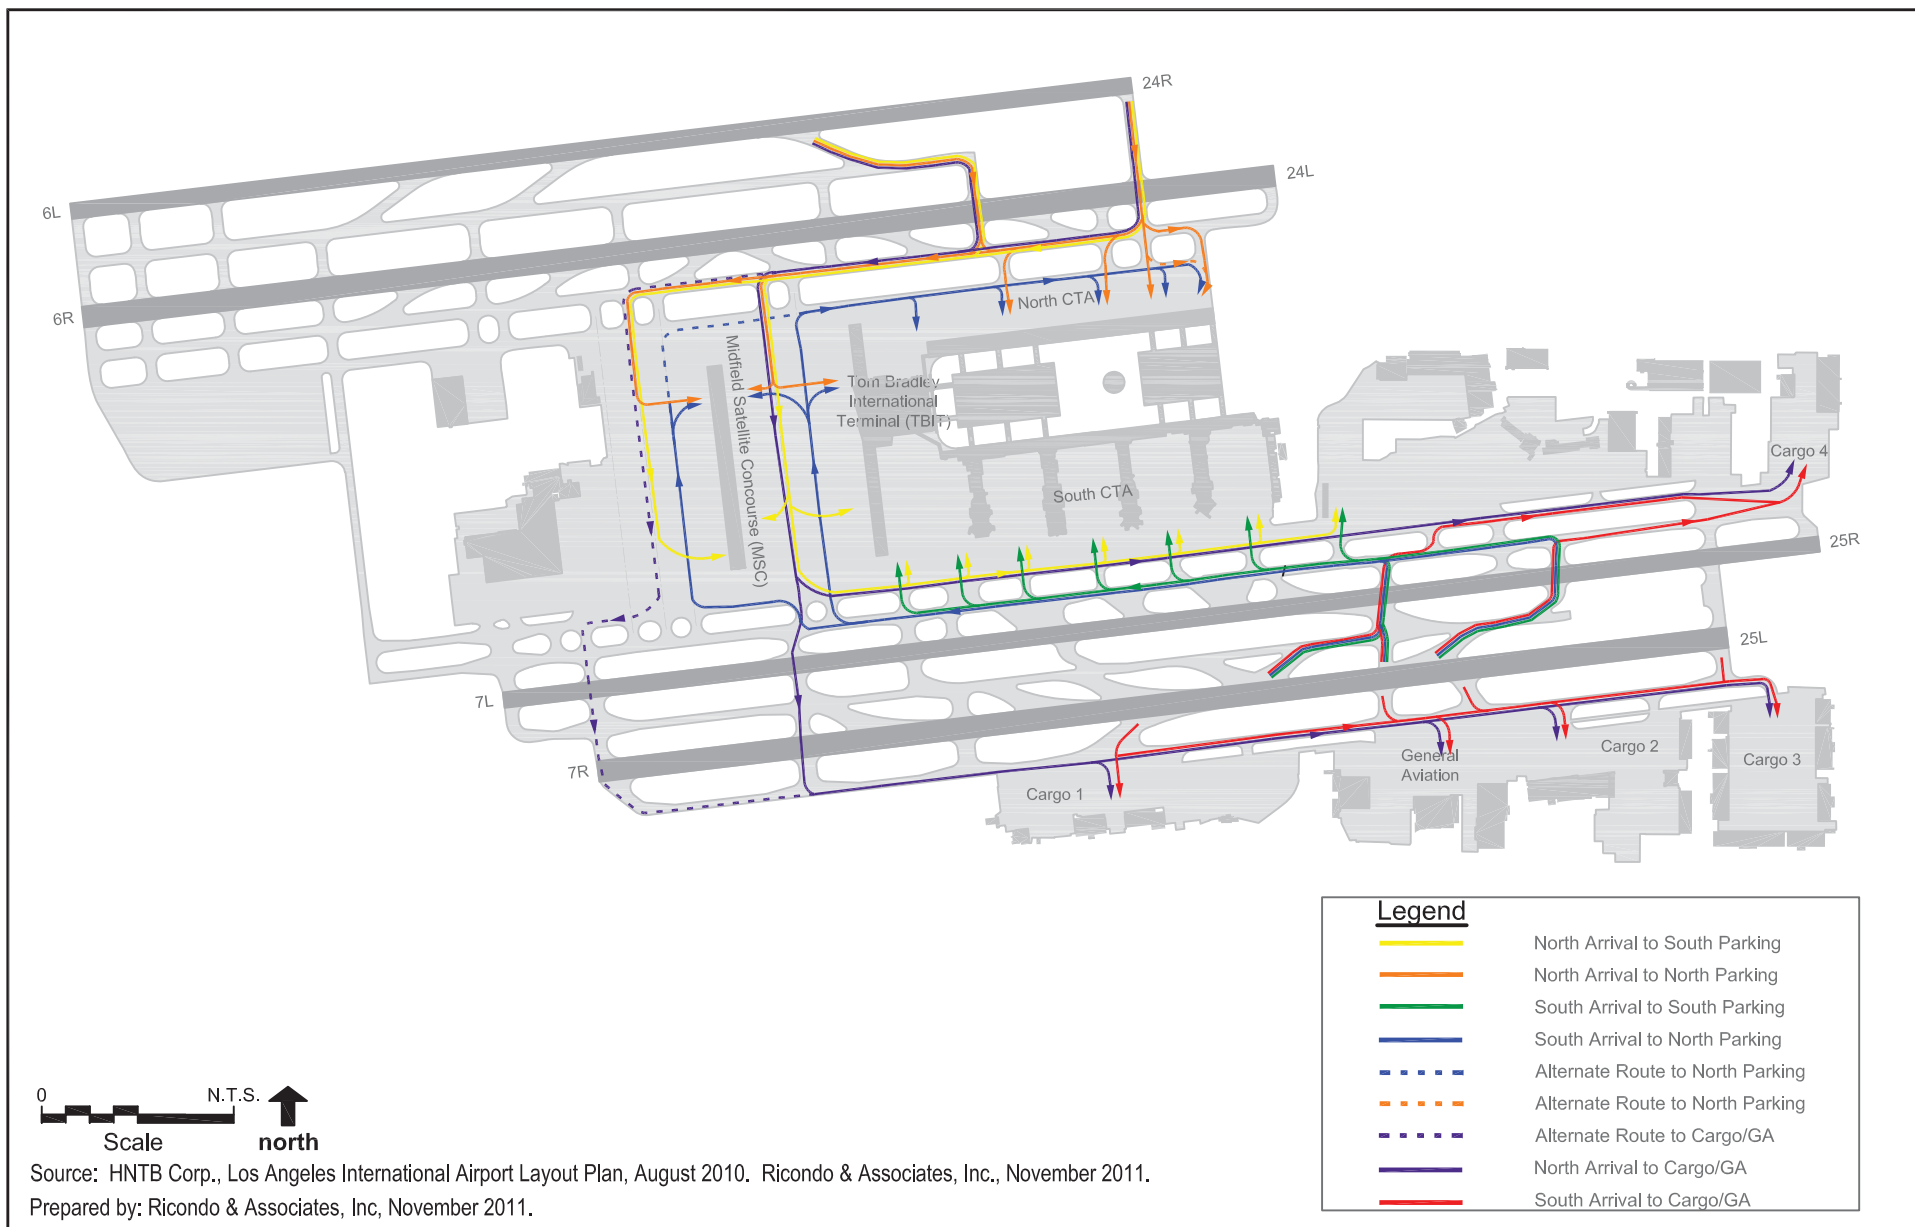 24R
24L
6L
6R
North CTA
Midfield Satellite Concourse (MSC)
Tom Bradley
International
Terminal (TBIT)
South CTA
Cargo 4
25R
25L
7L
7R
General
Aviation
Cargo 2
Cargo 3
Cargo 1
Legend
North Arrival to South Parking
North Arrival to North Parking
South Arrival to South Parking
South Arrival to North Parking
Alternate Route to North Parking
Alternate Route to North Parking
Alternate Route to Cargo/GA
North Arrival to Cargo/GA
South Arrival to Cargo/GA
0 N.T.S.
Scale
north
Source: HNTB Corp., Los Angeles International Airport Layout Plan, August 2010. Ricondo & Associates, Inc., November 2011.
Prepared by: Ricondo & Associates, Inc, November 2011.